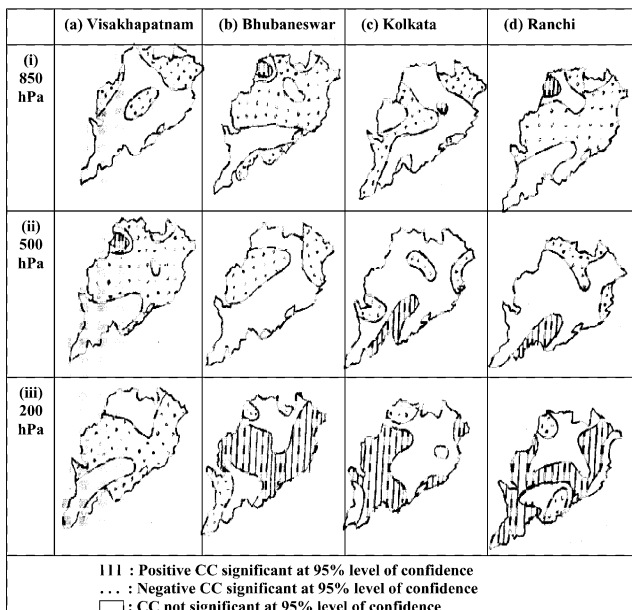 (a) Visakhapatnam (b) Bhubaneswar (c) Kolkata (d) Ranchi
(i)
850
hPa
(ii)
500
hPa
(iii)
200
hPa
: Positive CC significant at 95% level of confidence
... : Negative CC significant at 95% level of confidence
: CC not significant at 95% level of confidence